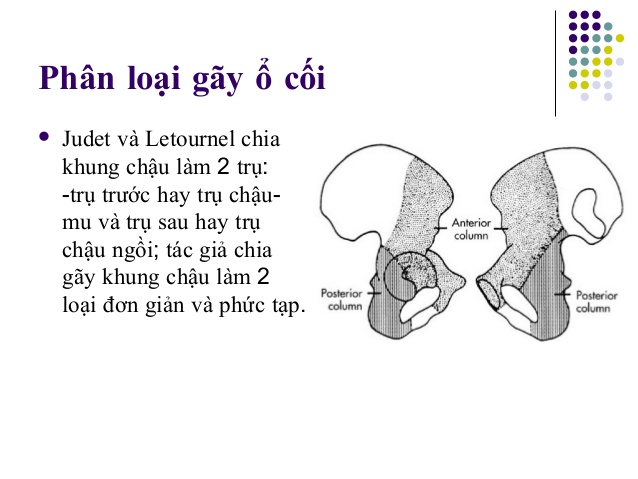 Phân loại gãy ổ cối
Judet và Letournel chia
khung chậu làm 2 trụ:
-trụ trước hay trụ chậu-
mu và trụ sau hay trụ
chậu ngồi; tác giả chia
gãy khung chậu làm 2
loại đơn giản và phức tạp.
Anterior
column
Posterior
column
Posterior
column